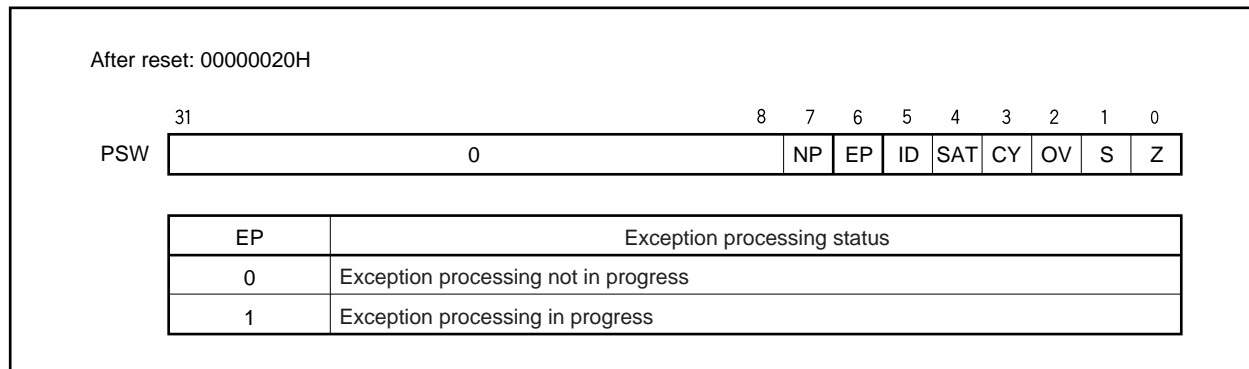 After reset: 00000020H
31 8 7 6 5 4 3 2 1 0
PSW 0 NP EP ID SAT CY OV S Z
EP Exception processing status
0 Exception processing not in progress
1 Exception processing in progress